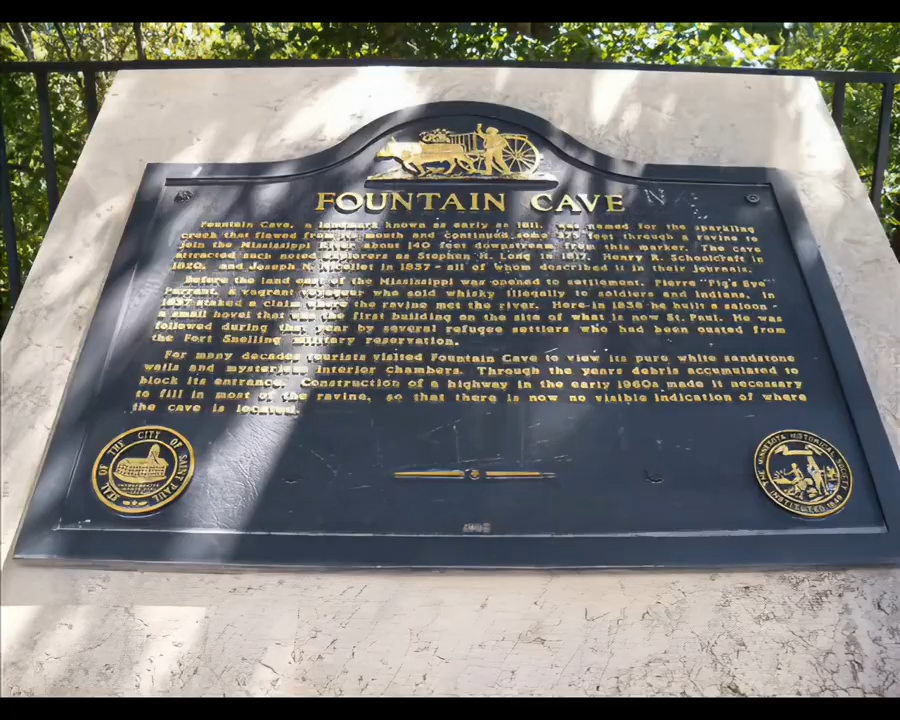 FOUNTAIN CAVE
Fountain Cave, a landmark known as early as 1811, was named for the sparkling
creek that flowed from its mouth and continued some 375 feet through a ravine to
join the Mississippi River about 140 feet downstream from this marker. The cave
attracted such noted explorers as Stephen H. Long in 1817, Henry R. Schoolcraft in
1820, and Joseph N. Nicollet in 1837 - all of whom described it in their journals.
Before the land east of the Mississippi was opened to settlement, Pierre "Pig's Eye"
Parrant, a vagrant voyageur who sold whisky illegally to soldiers and Indians, in
1837 staked a claim where the ravine met the river. Here in 1838 he built a saloon -
a small hovel that was the first building on the site of what is now St. Paul. He was
followed during that year by several refugee settlers who had been ousted from
the Fort Snelling military reservation.
For many decades tourists visited Fountain Cave to view its pure white sandstone
walls and mysterious interior chambers. Through the years debris accumulated to
block its entrance. Construction of a highway in the early 1960s made it necessary
to fill in most of the ravine, so that there is now no visible indication of where
the cave is located.
SEAL OF THE CITY OF SAINT PAUL
THE MINNESOTA HISTORICAL SOCIETY
INSTITUTED 1849